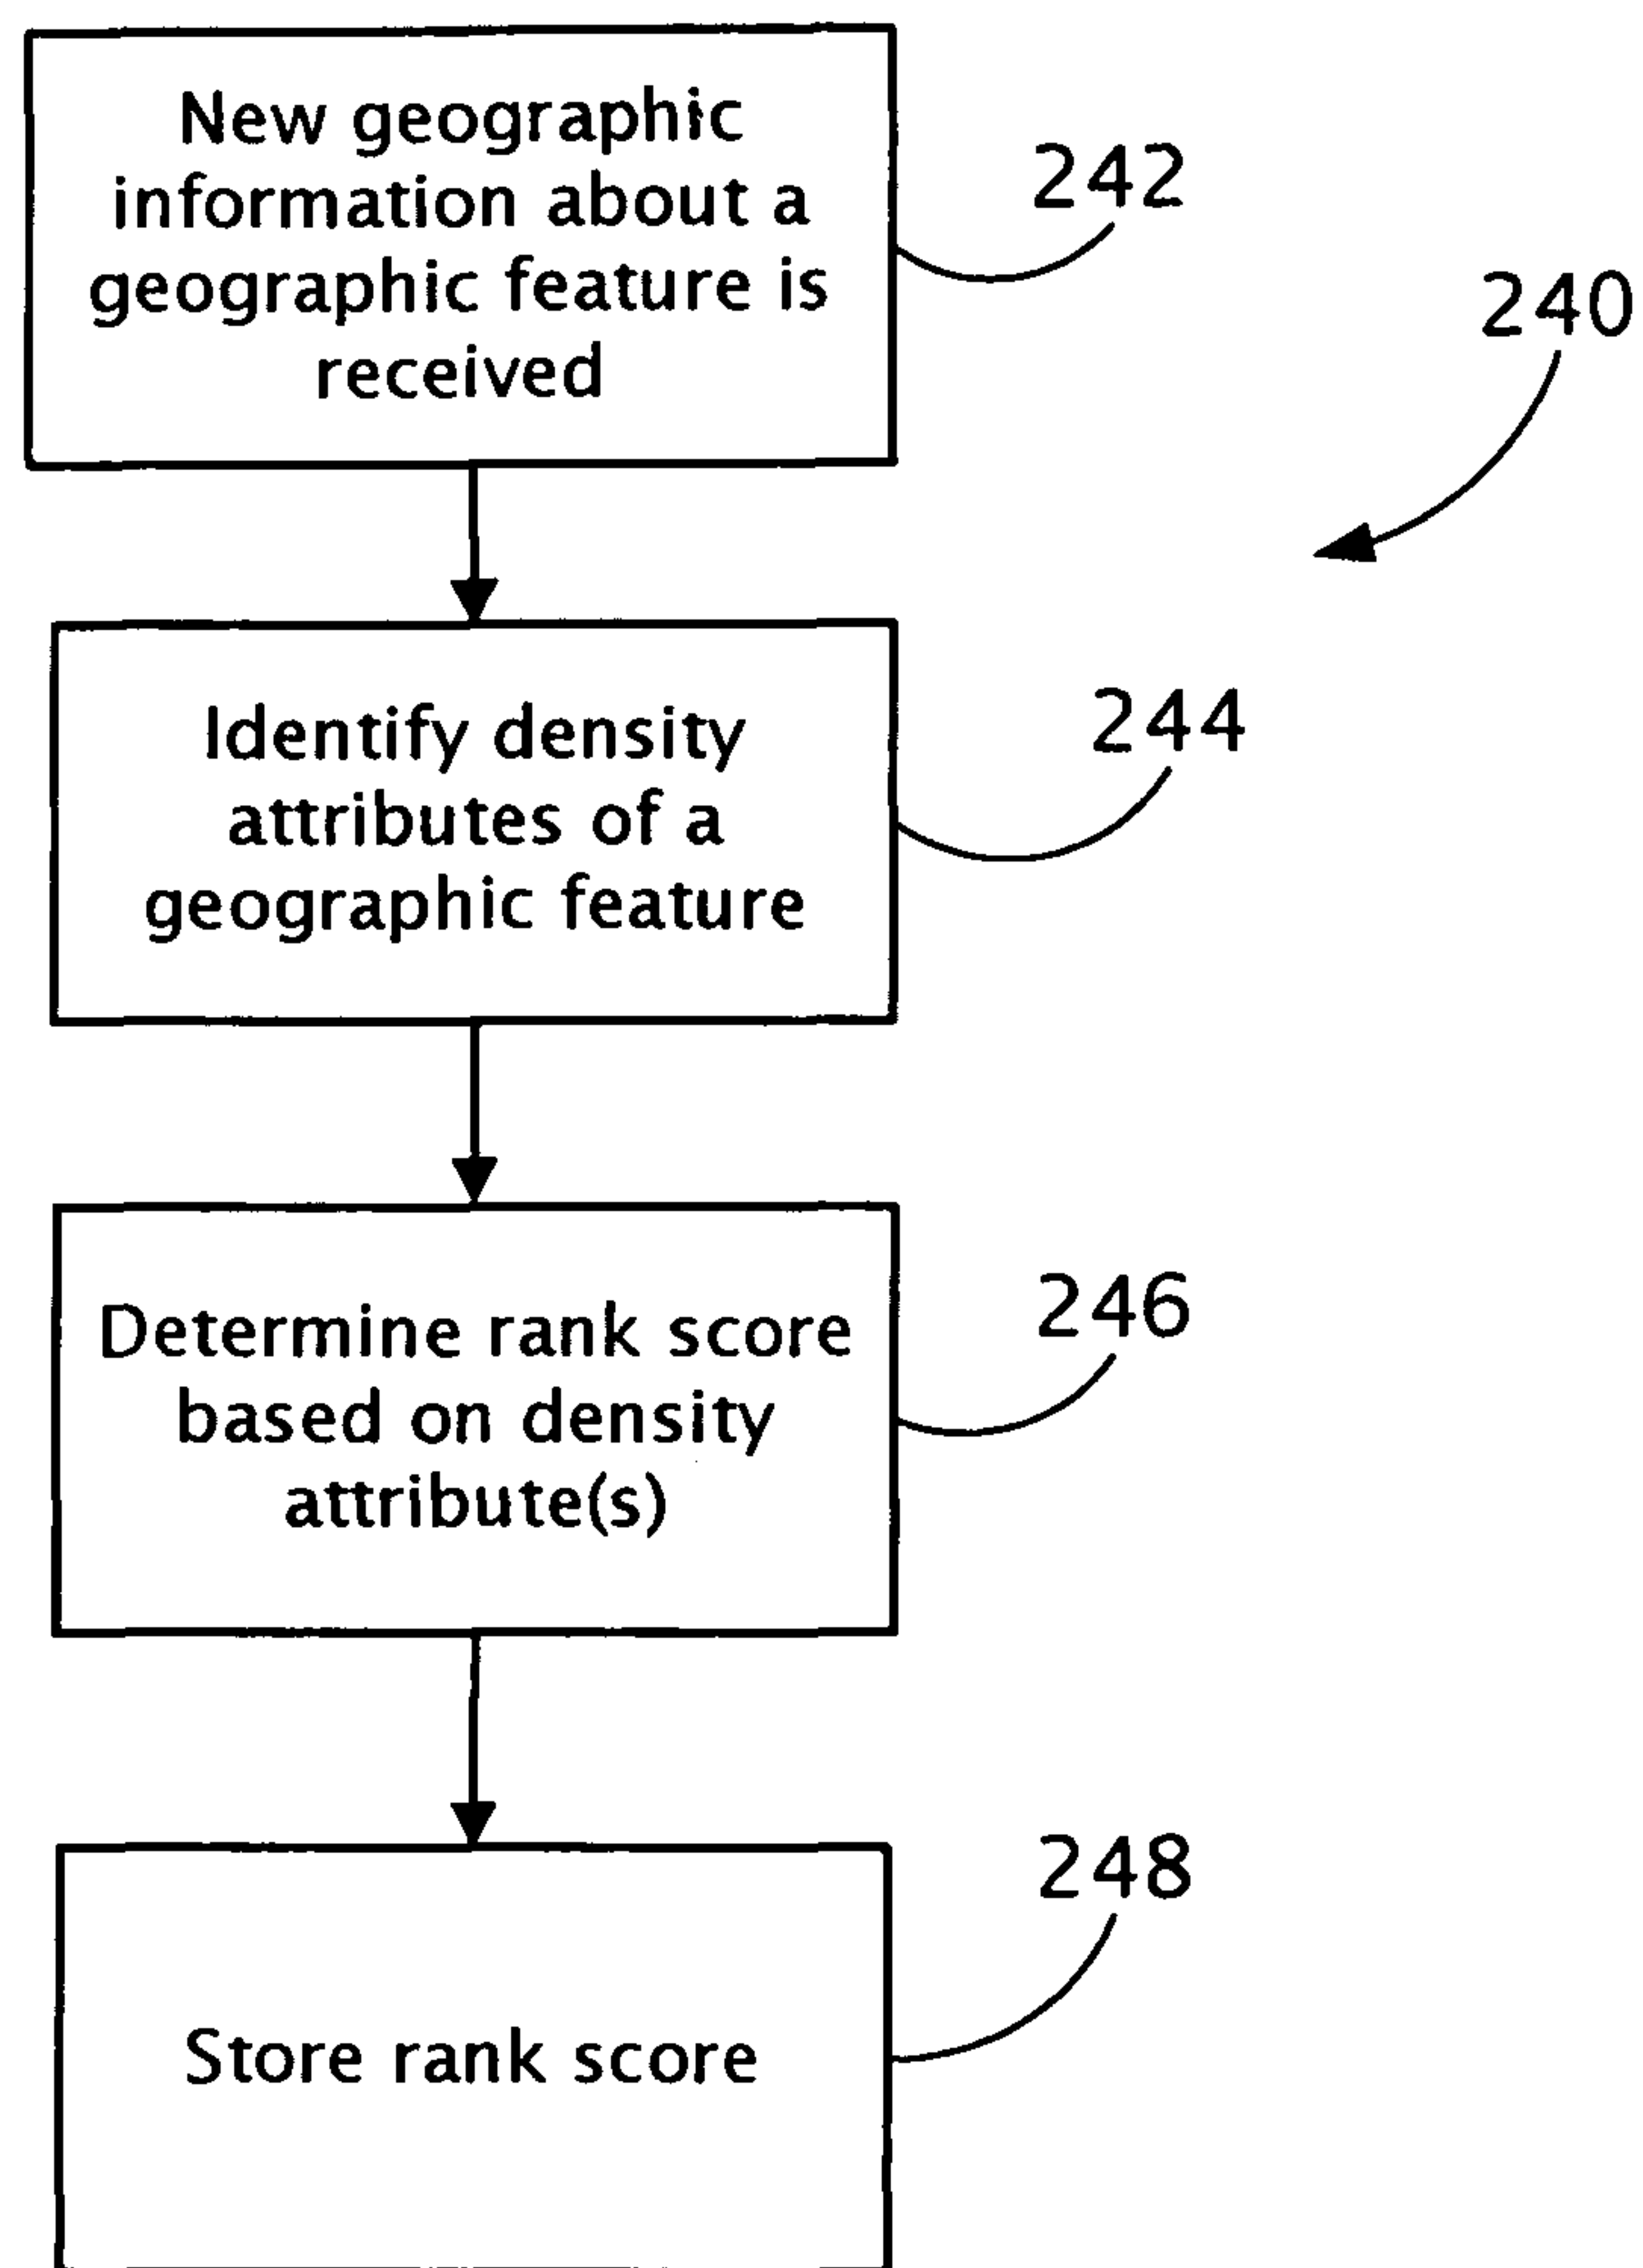 New geographic
information about a
geographic feature is
received
242
240
Identify density
attributes of a
geographic feature
244
Determine rank score
based on density
attribute(s)
246
Store rank score
248